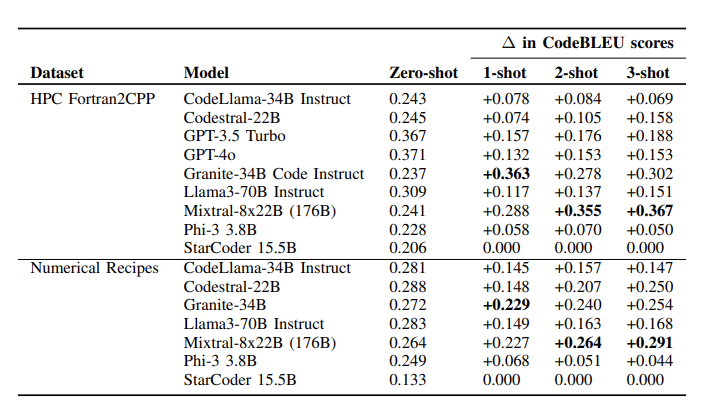 Δ in CodeBLEU scores
Dataset Model Zero-shot 1-shot 2-shot 3-shot
HPC Fortran2CPP CodeLlama-34B Instruct 0.243 +0.078 +0.084 +0.069
Codestral-22B 0.245 +0.074 +0.105 +0.158
GPT-3.5 Turbo 0.367 +0.157 +0.176 +0.188
GPT-4o 0.371 +0.132 +0.153 +0.153
Granite-34B Code Instruct 0.237 +0.363 +0.278 +0.302
Llama3-70B Instruct 0.309 +0.117 +0.137 +0.151
Mixtral-8x22B (176B) 0.241 +0.288 +0.355 +0.367
Phi-3 3.8B 0.228 +0.058 +0.070 +0.050
StarCoder 15.5B 0.206 0.000 0.000 0.000
Numerical Recipes CodeLlama-34B Instruct 0.281 +0.145 +0.157 +0.147
Codestral-22B 0.288 +0.148 +0.207 +0.250
Granite-34B 0.272 +0.229 +0.240 +0.254
Llama3-70B Instruct 0.283 +0.149 +0.163 +0.168
Mixtral-8x22B (176B) 0.264 +0.227 +0.264 +0.291
Phi-3 3.8B 0.249 +0.068 +0.051 +0.044
StarCoder 15.5B 0.133 0.000 0.000 0.000